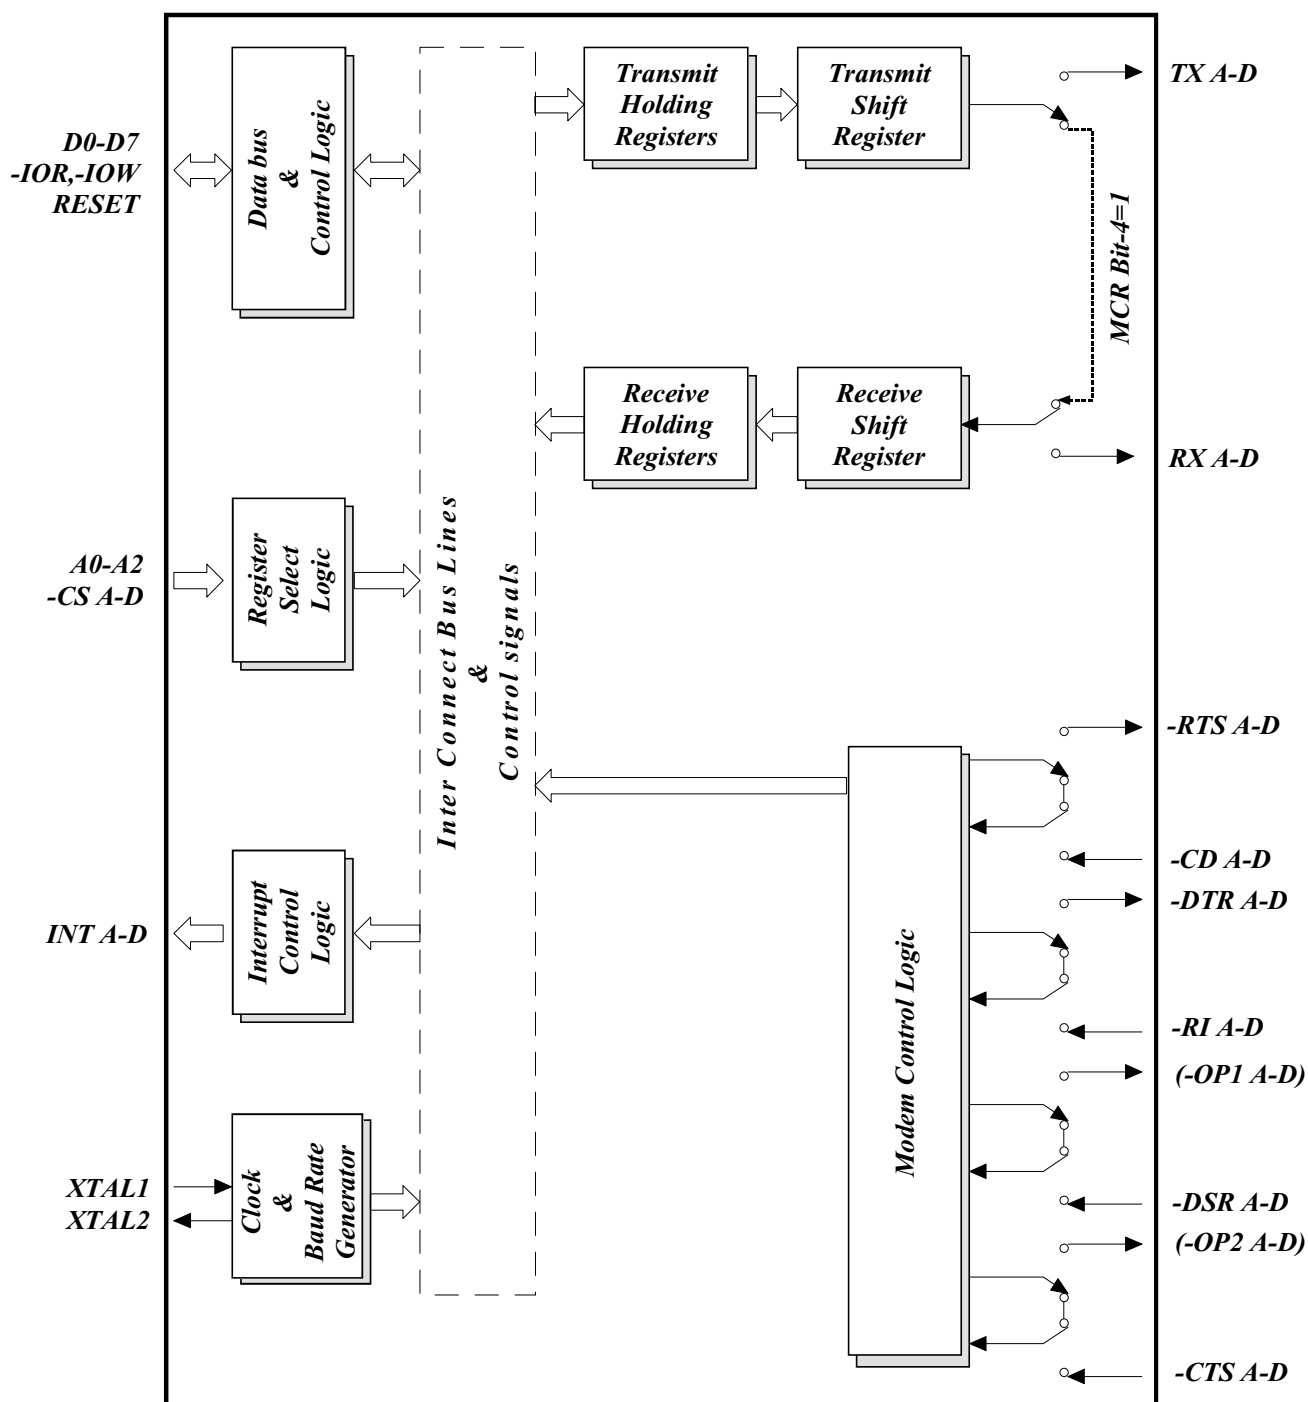 D0-D7
-IOR,-IOW
RESET
Data bus
&
Control Logic
A0-A2
-CS A-D
Register
Select
Logic
INT A-D
Interrupt
Control
Logic
XTAL1
XTAL2
Clock
&
Baud Rate
Generator
Inter Connect Bus Lines
&
Control signals
Transmit
Holding
Registers
Transmit
Shift
Register
Receive
Holding
Registers
Receive
Shift
Register
Modem Control Logic
MCR Bit-4=1
TX A-D
RX A-D
-RTS A-D
-CD A-D
-DTR A-D
-RI A-D
(-OP1 A-D)
-DSR A-D
(-OP2 A-D)
-CTS A-D